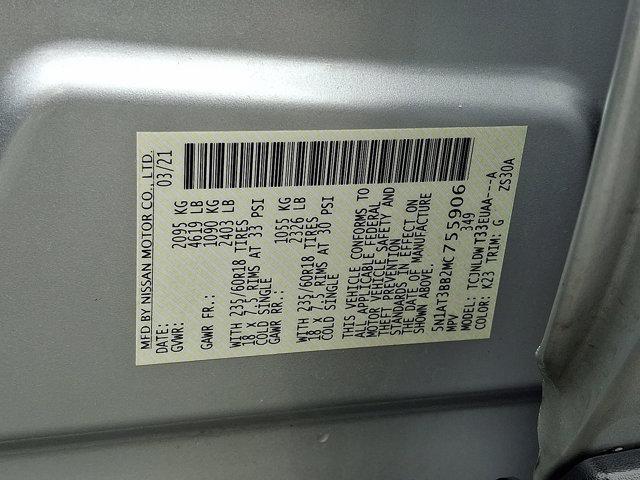 MFD BY NISSAN MOTOR CO., LTD.
DATE: 03/21
GVWR: 2095 KG
4619 LB
GAWR FR.: 1090 KG
2403 LB
WITH 235/60R18 TIRES
18 X 7.5 RIMS AT 33 PSI
COLD SINGLE
GAWR RR.: 1055 KG
2326 LB
WITH 235/60R18 TIRES
18 X 7.5 RIMS AT 30 PSI
COLD SINGLE
THIS VEHICLE CONFORMS TO
ALL APPLICABLE FEDERAL
MOTOR VEHICLE SAFETY AND
THEFT PREVENTION
STANDARDS IN EFFECT ON
THE DATE OF MANUFACTURE
SHOWN ABOVE.
5N1AT3BB2MC755906
MPV 349
MODEL: TCJNLDWT33EUAA---A
COLOR: K23 TRIM: G ZS30A